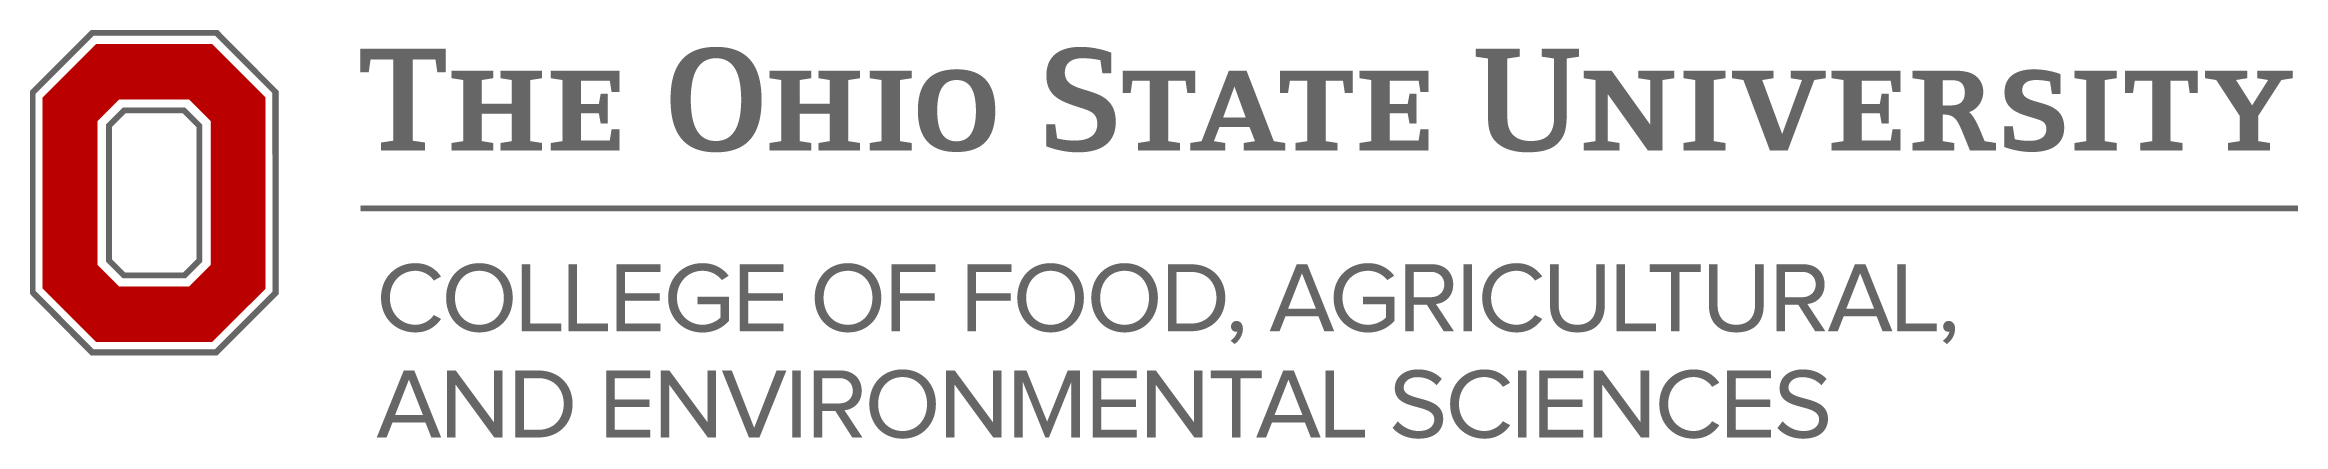 THE OHIO STATE UNIVERSITY
COLLEGE OF FOOD, AGRICULTURAL,
AND ENVIRONMENTAL SCIENCES